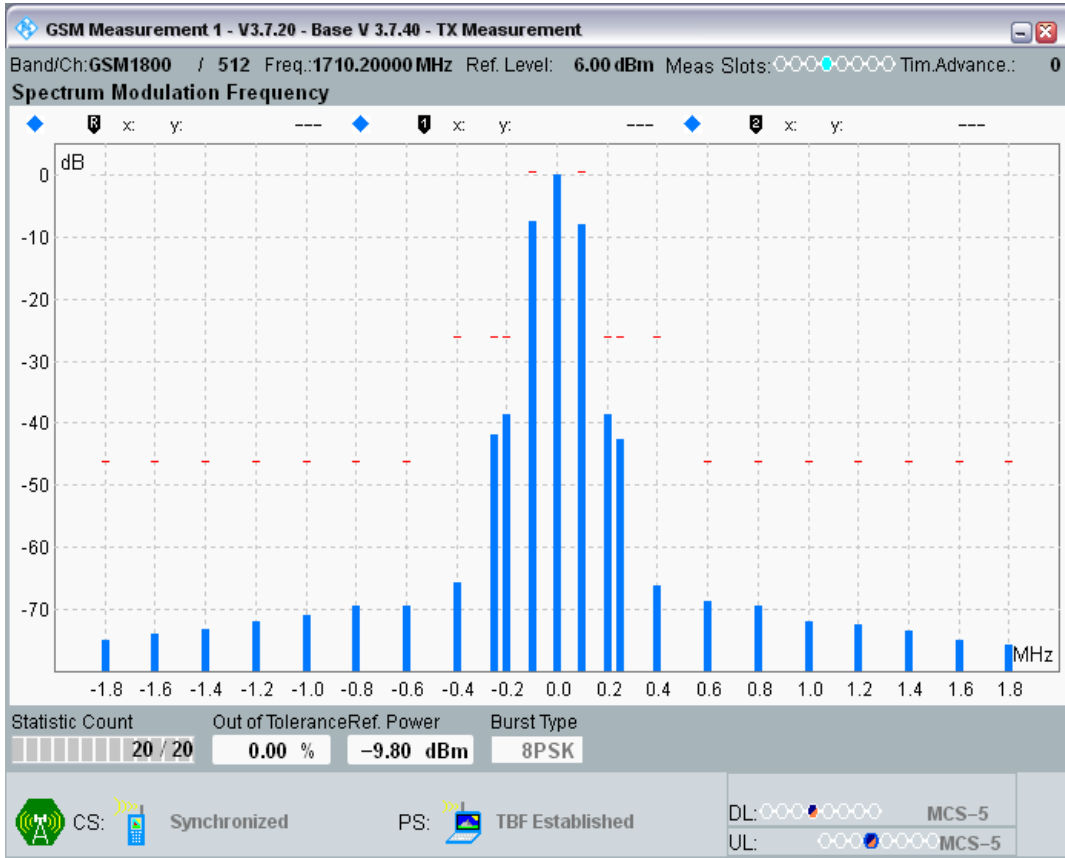 GSM Measurement 1 - V3.7.20 - Base V 3.7.40 - TX Measurement
Band/Ch:GSM1800 / 512 Freq.:1710.20000 MHz Ref. Level: 6.00 dBm Meas Slots: Tim.Advance.: 0
Spectrum Modulation Frequency
R x: y: --- 1 x: y: --- 2 x: y: ---
dB
0
-10
-20
-30
-40
-50
-60
-70
MHz
-1.8 -1.6 -1.4 -1.2 -1.0 -0.8 -0.6 -0.4 -0.2 0.0 0.2 0.4 0.6 0.8 1.0 1.2 1.4 1.6 1.8
Statistic Count Out of Tolerance Ref. Power Burst Type
20 / 20 0.00 % -9.80 dBm 8PSK
CS: Synchronized PS: TBF Established
DL: MCS-5
UL: MCS-5